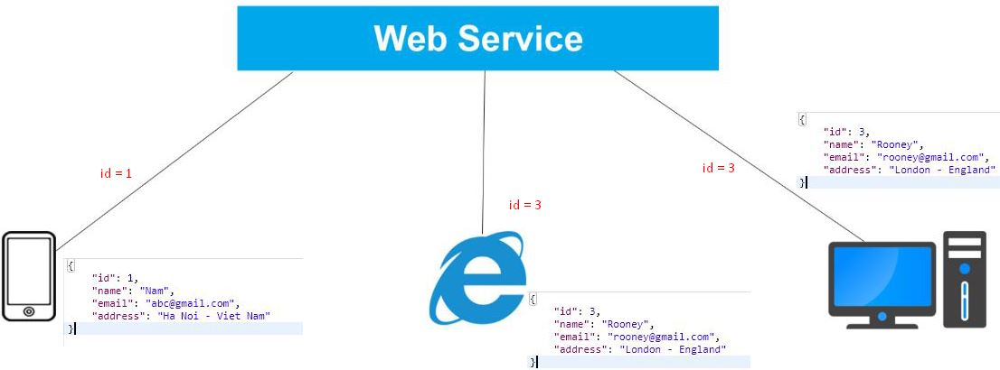 Web Service
id = 1
id = 3
id = 3
{
"id": 3,
"name": "Rooney",
"email": "rooney@gmail.com",
"address": "London - England"
}
{
"id": 1,
"name": "Nam",
"email": "abc@gmail.com",
"address": "Ha Noi - Viet Nam"
}
{
"id": 3,
"name": "Rooney",
"email": "rooney@gmail.com",
"address": "London - England"
}